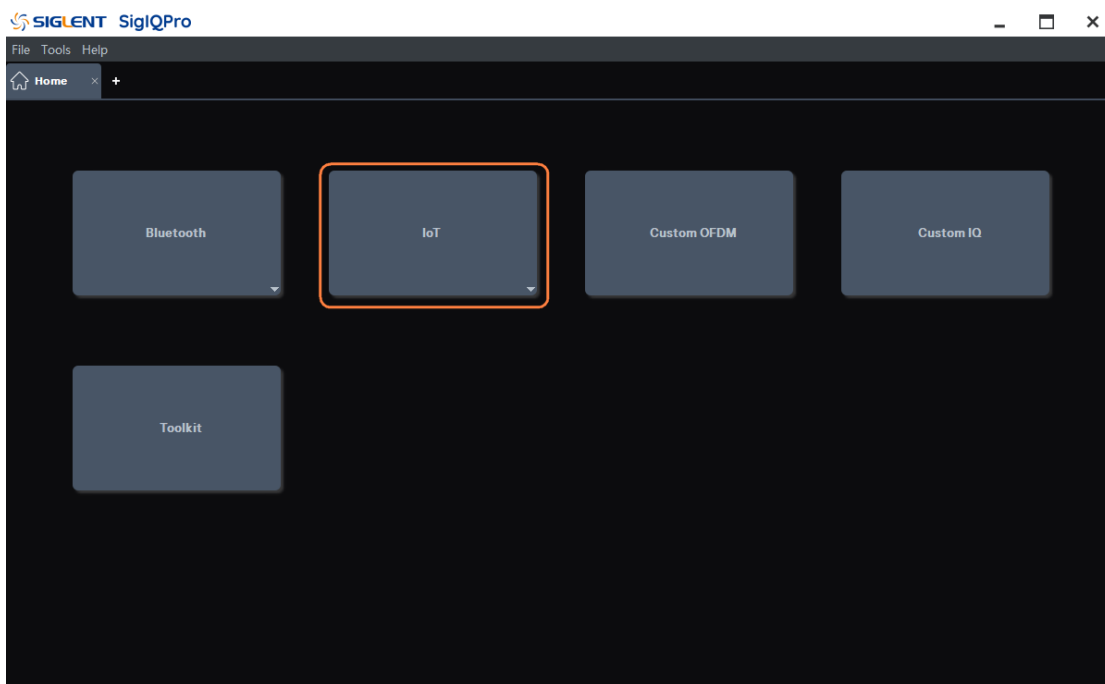 SIGLENT SigIQPro
File Tools Help
Home
Bluetooth IoT Custom OFDM Custom IQ
Toolkit